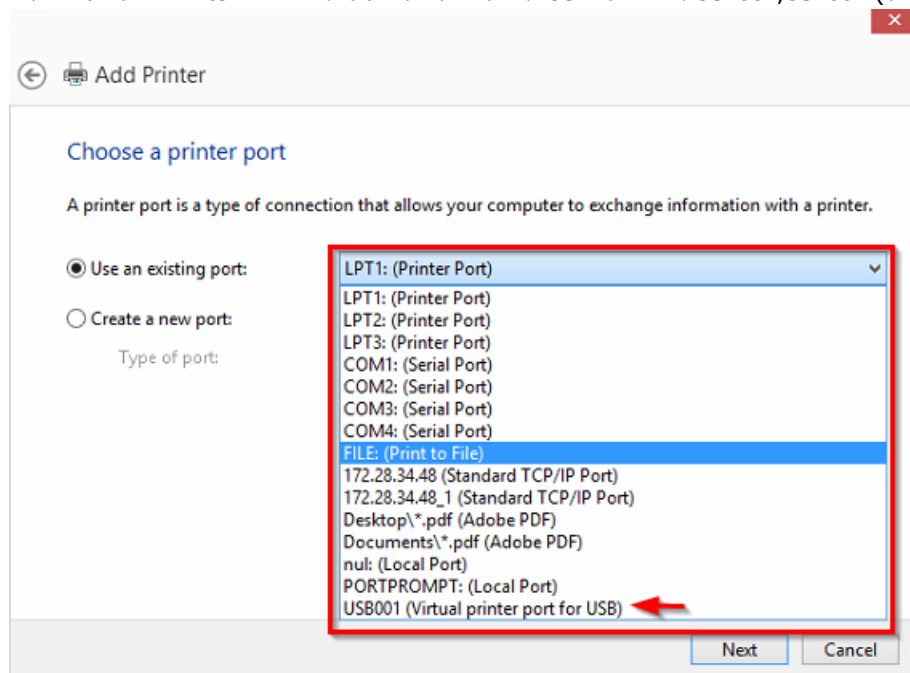 Add Printer
Choose a printer port
A printer port is a type of connection that allows your computer to exchange information with a printer.
Use an existing port:
LPT1: (Printer Port)
LPT1: (Printer Port)
LPT2: (Printer Port)
Create a new port:
LPT3: (Printer Port)
Type of port:
COM1: (Serial Port)
COM2: (Serial Port)
COM3: (Serial Port)
COM4: (Serial Port)
FILE: (Print to File)
172.28.34.48 (Standard TCP/IP Port)
172.28.34.48_1 (Standard TCP/IP Port)
Desktop\*.pdf (Adobe PDF)
Documents\*.pdf (Adobe PDF)
nul: (Local Port)
PORTPROMPT: (Local Port)
USB001 (Virtual printer port for USB)
Next
Cancel